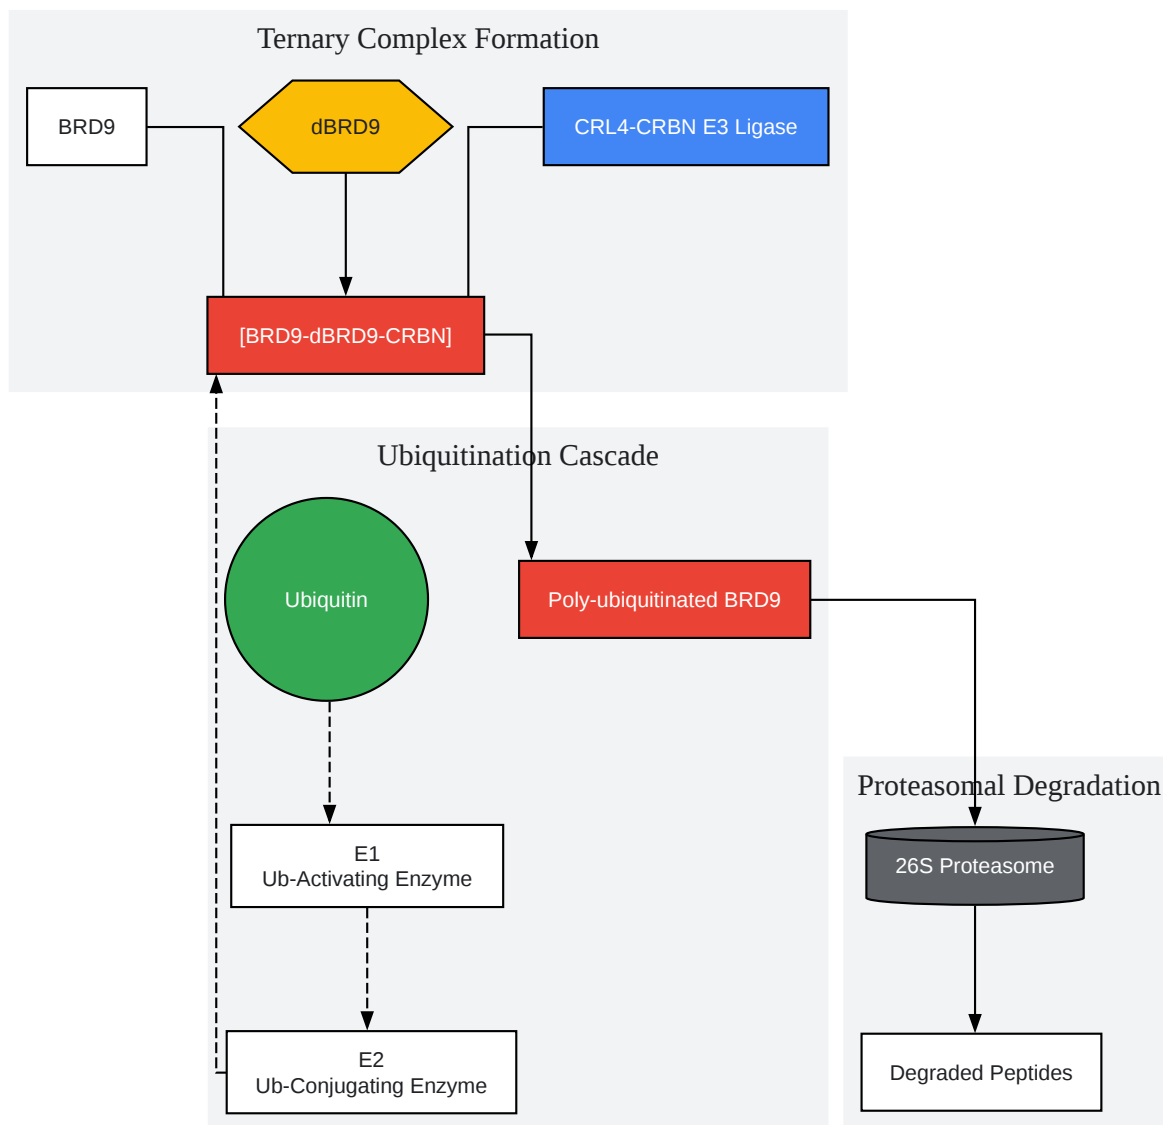 Ternary Complex Formation
BRD9
dBRD9
CRL4-CRBN E3 Ligase
[BRD9-dBRD9-CRBN]
Ubiquitination Cascade
Ubiquitin
Poly-ubiquitinated BRD9
Proteasomal Degradation
E1
Ub-Activating Enzyme
26S Proteasome
E2
Ub-Conjugating Enzyme
Degraded Peptides